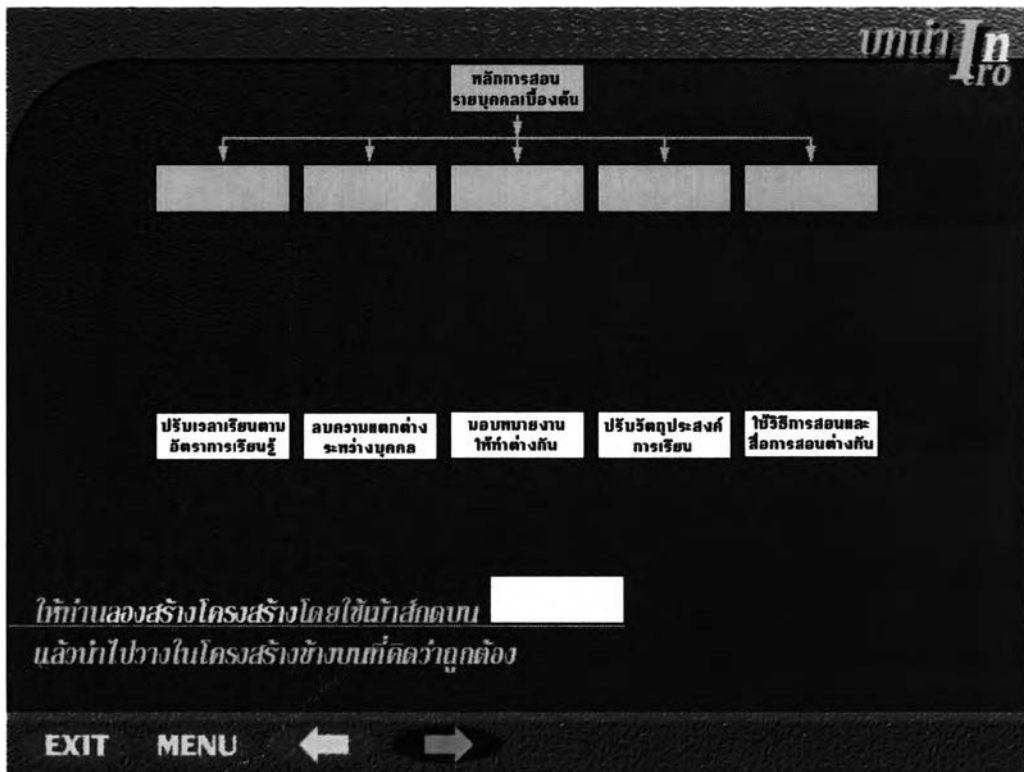 บทนำ Intro
หลักการสอน
รายบุคคลเบื้องต้น
ปรับเวลาเรียนตาม
อัตราการเรียนรู้
ลบความแตกต่าง
ระหว่างบุคคล
มอบหมายงาน
ให้ทำต่างกัน
ปรับวัตถุประสงค์
การเรียน
ใช้วิธีการสอนและ
สื่อการสอนต่างกัน
ให้ท่านลองสร้างโครงสร้างโดยใช้เม้าส์กดบน
แล้วนำไปวางในโครงสร้างข้างบนที่คิดว่าถูกต้อง
EXIT MENU